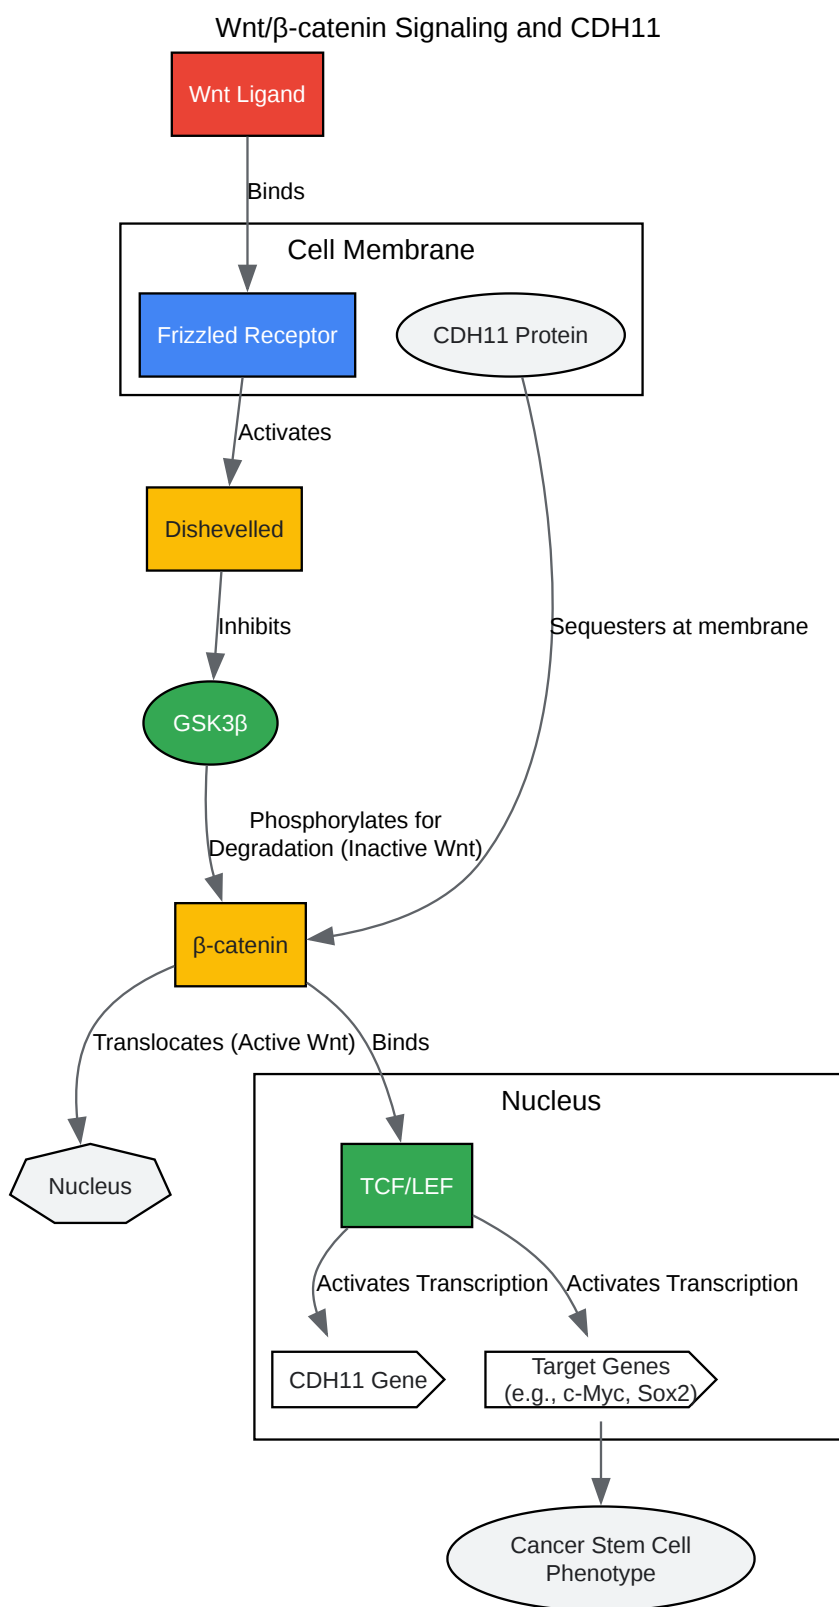 Wnt/β-catenin Signaling and CDH11
Wnt Ligand
Binds
Cell Membrane
Frizzled Receptor
CDH11 Protein
Activates
Dishevelled
Inhibits
Sequesters at membrane
GSK3β
Phosphorylates for
Degradation (Inactive Wnt)
β-catenin
Translocates (Active Wnt)
Binds
Nucleus
Nucleus
TCF/LEF
Activates Transcription
Activates Transcription
CDH11 Gene
Target Genes
(e.g., c-Myc, Sox2)
Cancer Stem Cell
Phenotype